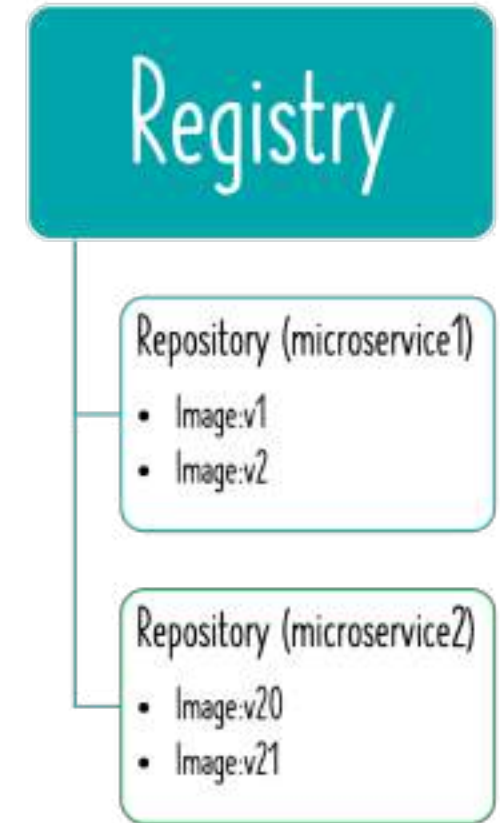 Registry
Repository (microservice1)
• Image:v1
• Image:v2
Repository (microservice2)
• Image:v20
• Image:v21